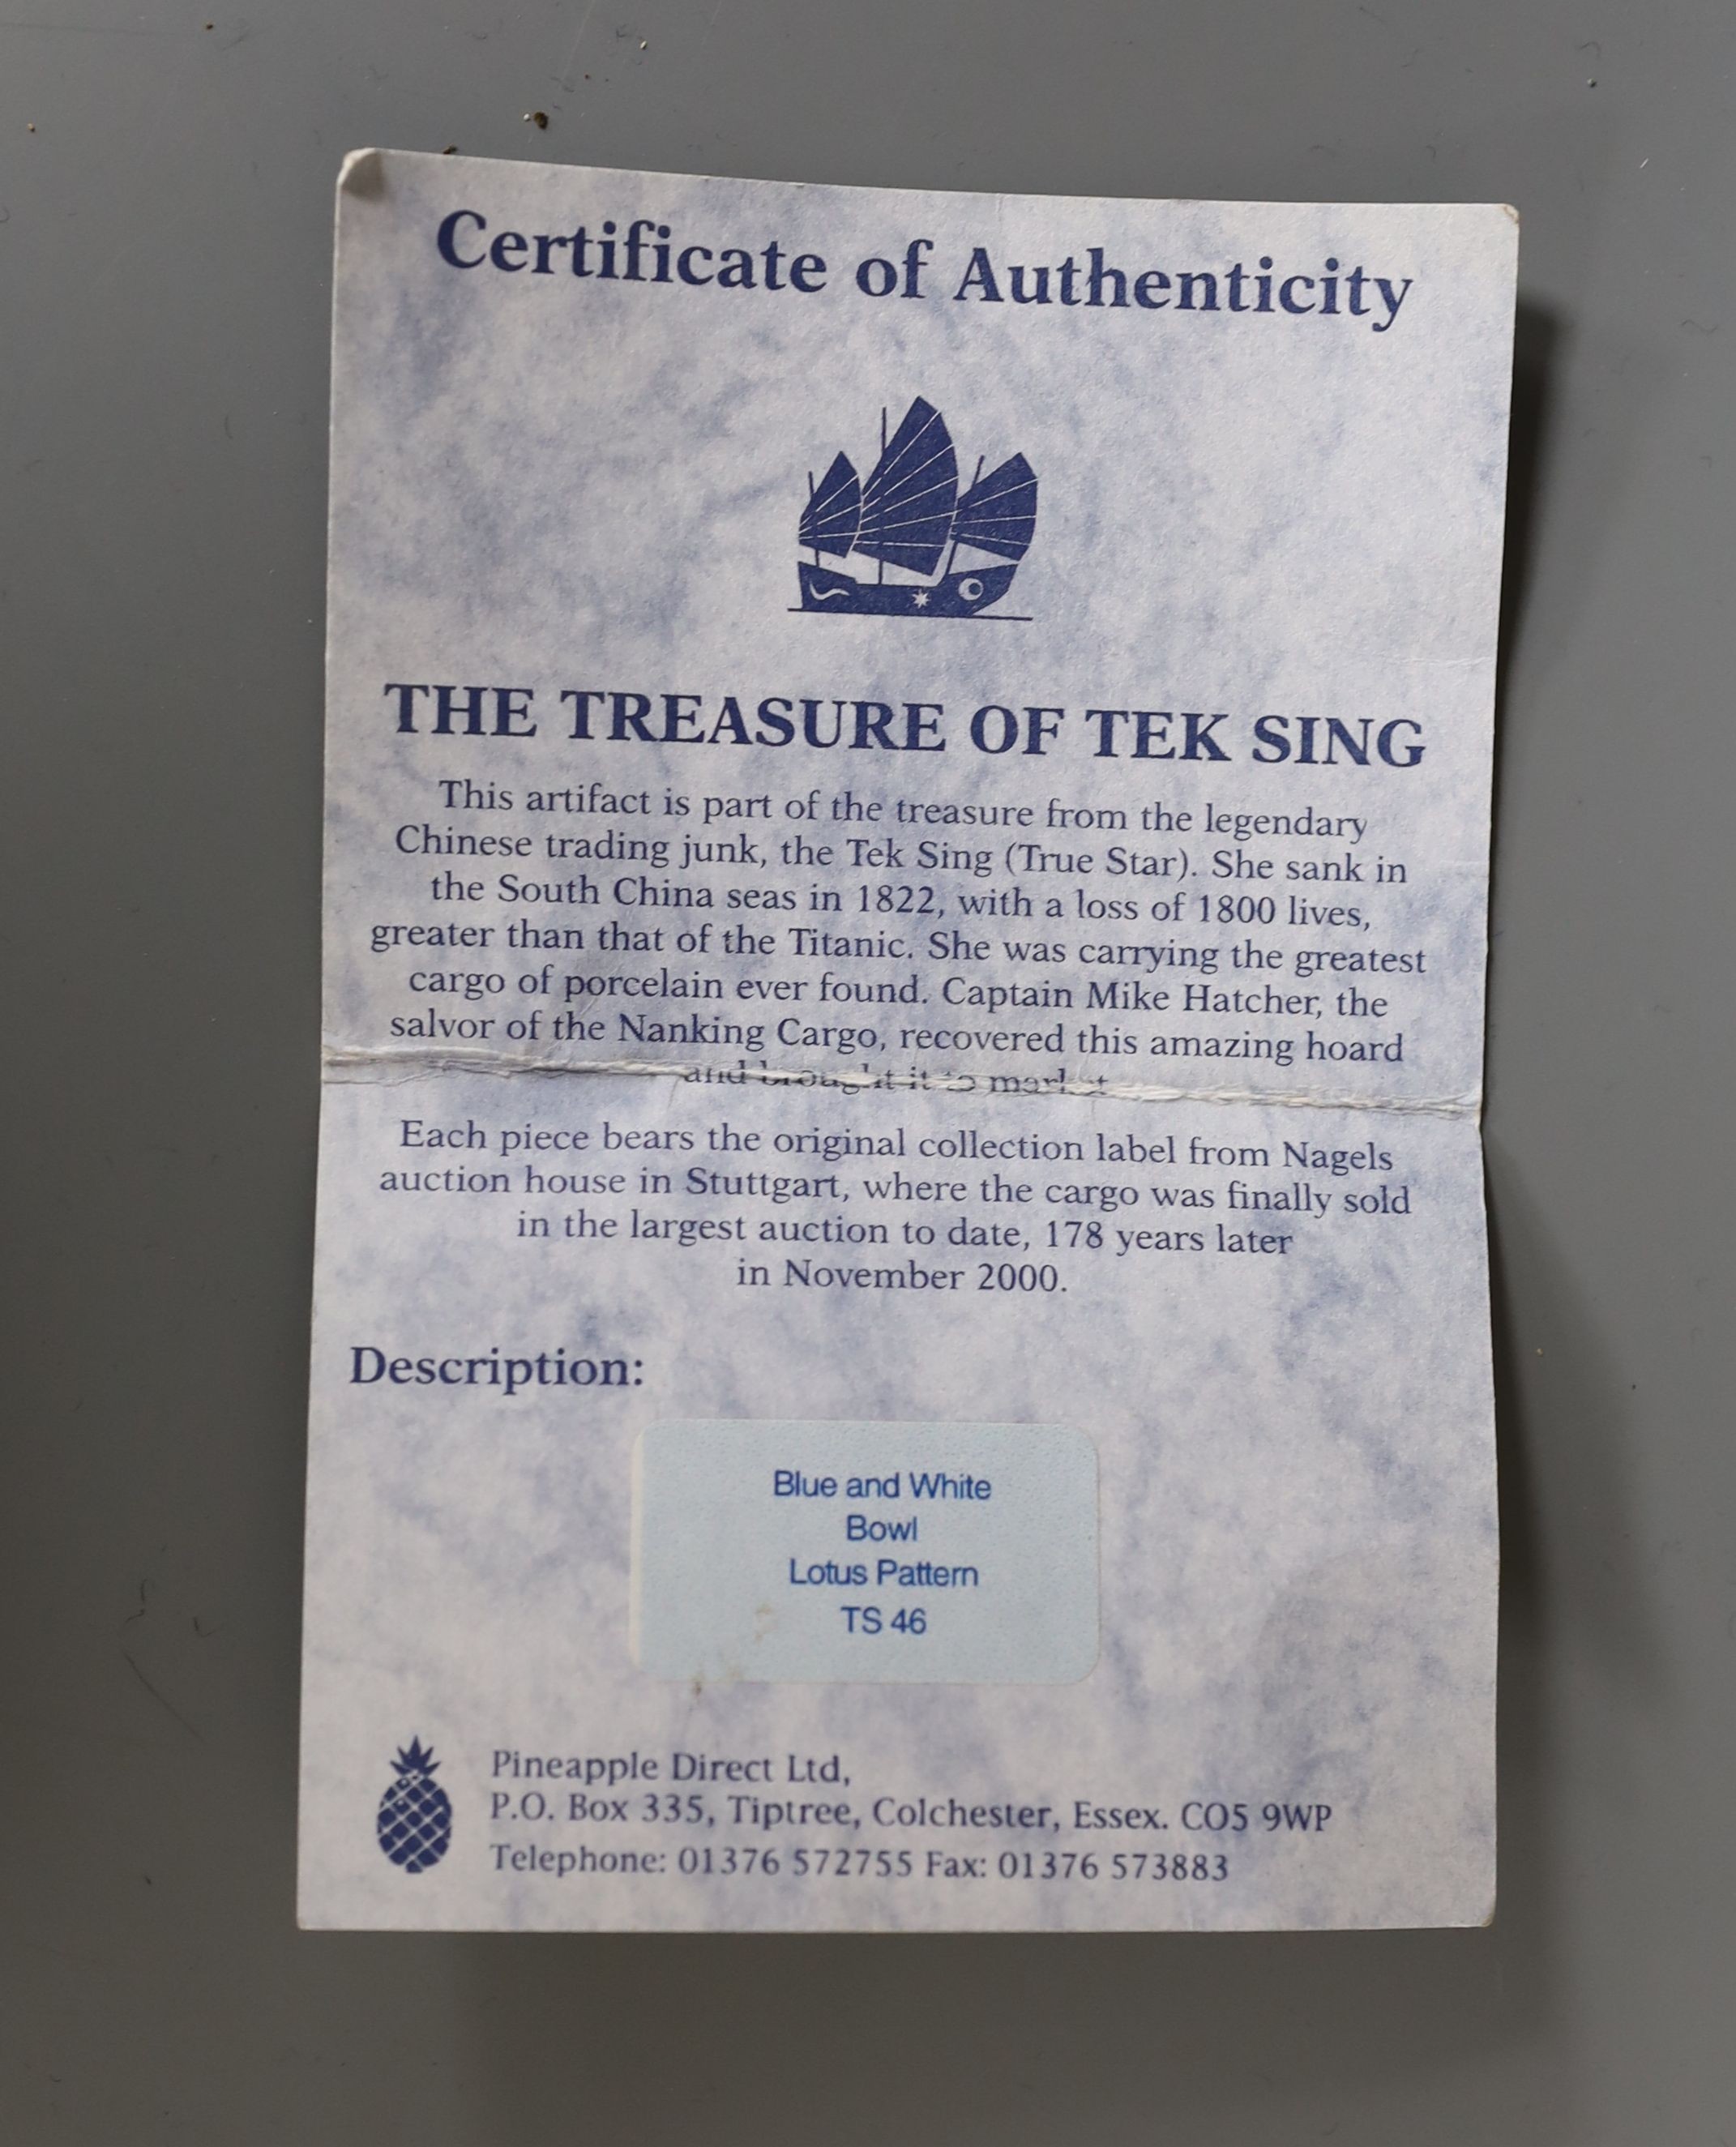 Certificate of Authenticity
THE TREASURE OF TEK SING
This artifact is part of the treasure from the legendary
Chinese trading junk, the Tek Sing (True Star). She sank in
the South China seas in 1822, with a loss of 1800 lives,
greater than that of the Titanic. She was carrying the greatest
cargo of porcelain ever found. Captain Mike Hatcher, the
salvor of the Nanking Cargo, recovered this amazing hoard
and brought it to market
Each piece bears the original collection label from Nagels
auction house in Stuttgart, where the cargo was finally sold
in the largest auction to date, 178 years later
in November 2000.
Description:
Blue and White
Bowl
Lotus Pattern
TS 46
Pineapple Direct Ltd,
P.O. Box 335, Tiptree, Colchester, Essex. CO5 9WP
Telephone: 01376 572755 Fax: 01376 573883